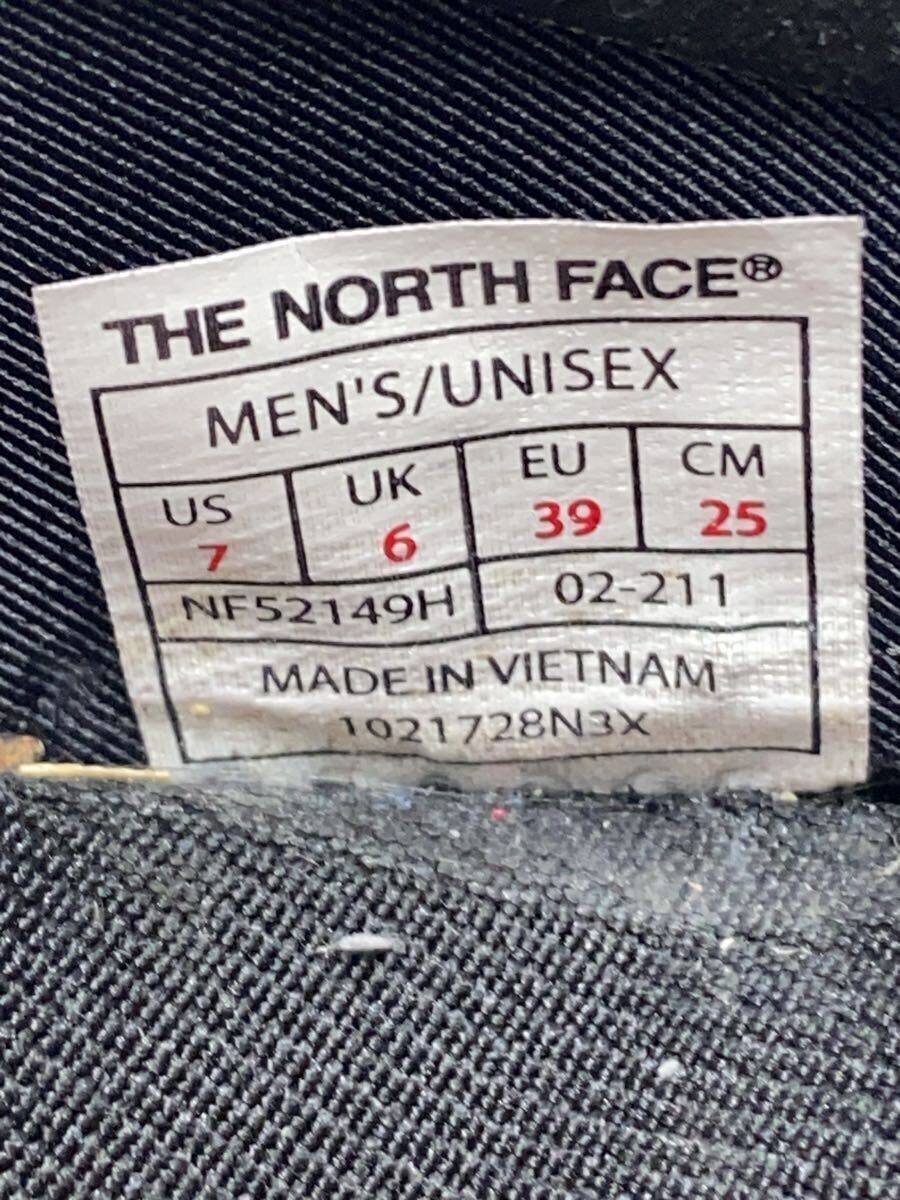 THE NORTH FACE®
MEN'S/UNISEX
US UK EU CM
7 6 39 25
NF52149H 02-211
MADE IN VIETNAM
1021728N3X